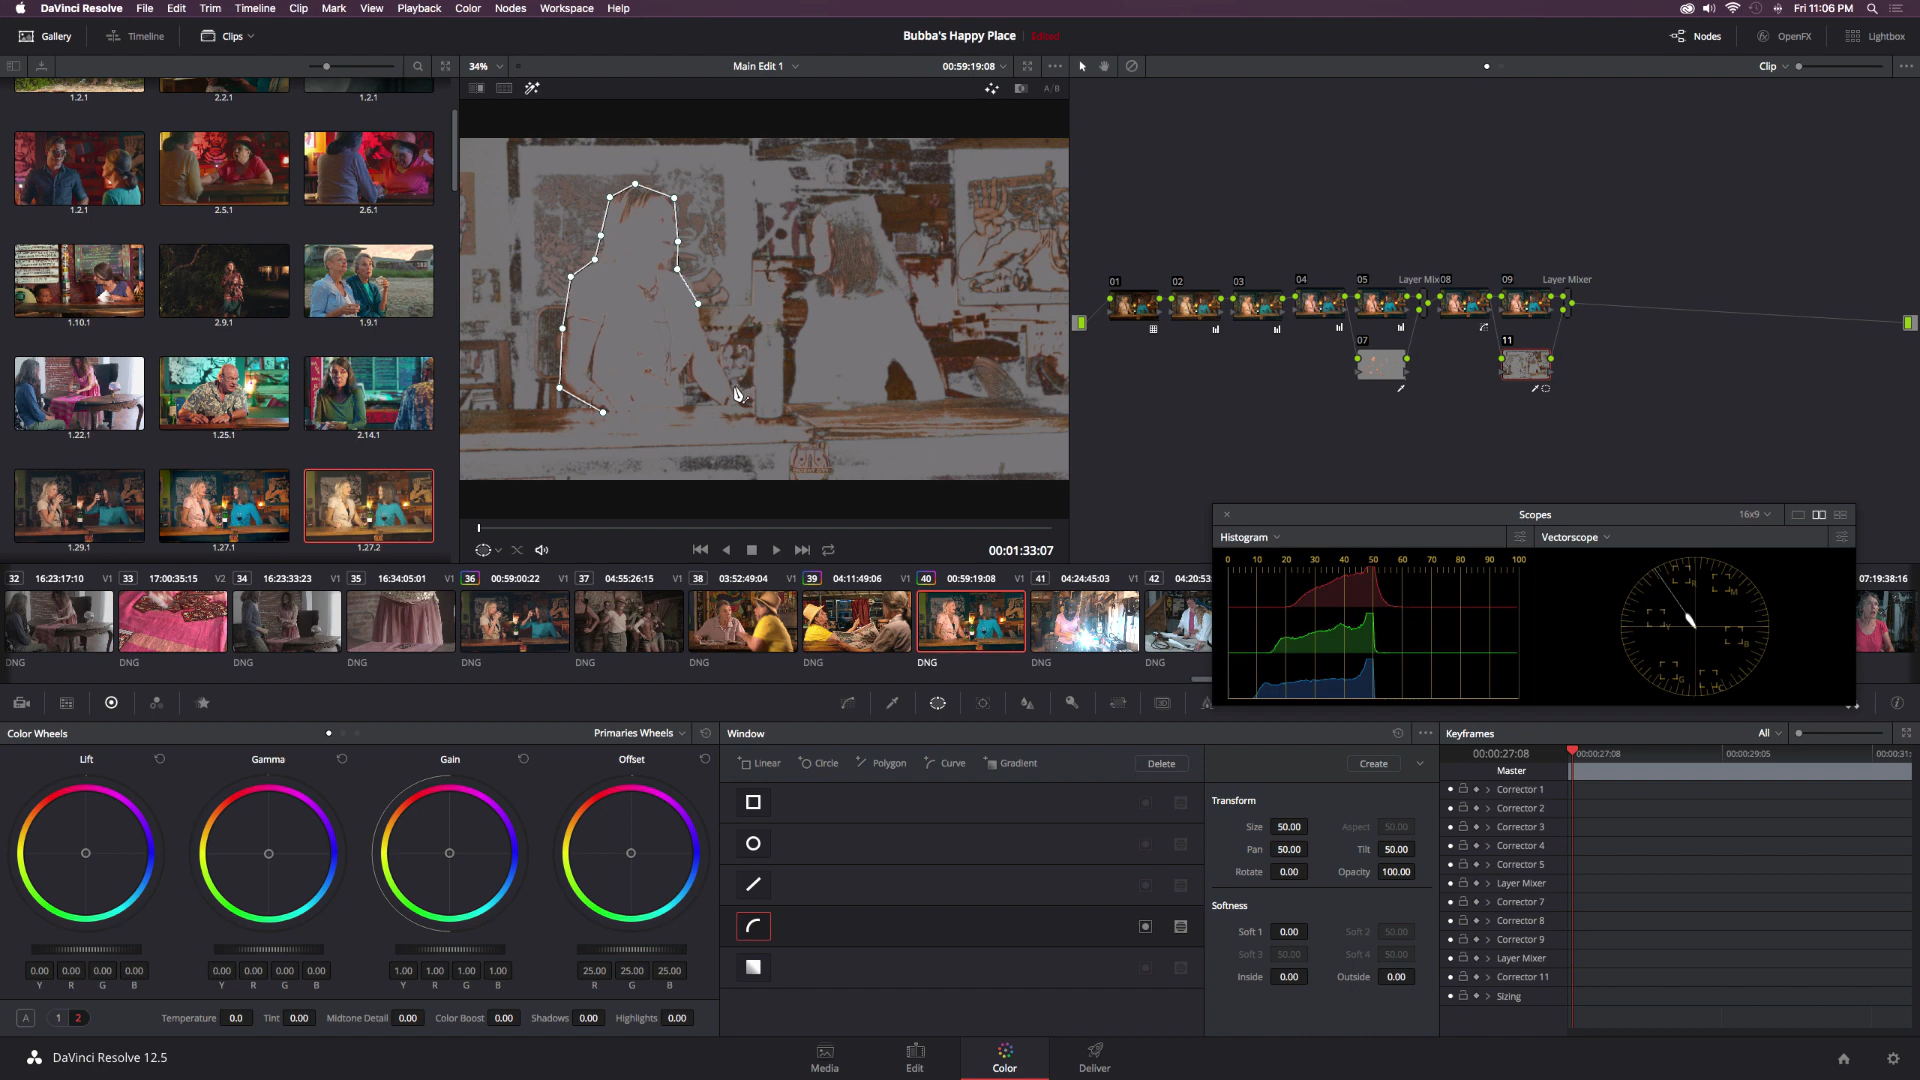 DaVinci Resolve File Edit Trim Timeline Clip Mark View Playback Color Nodes Workspace Help Fri 11:06 PM
Gallery Timeline Clips Bubba's Happy Place Edited Nodes OpenFX Lightbox
34% Main Edit 1 00:59:19:08 Clip
A/B
1.2.1 2.2.1 1.2.1
1.2.1 2.5.1 2.6.1
1.10.1 2.9.1 1.9.1
1.22.1 1.25.1 2.14.1
1.29.1 1.27.1 1.27.2
01 02 03 04 05 Layer Mix 08 09 Layer Mixer
07 11
00:01:33:07
Scopes 16x9
Histogram Vectorscope
0 10 20 30 40 50 60 70 80 90 100
R M
Y B
G C
32 16:23:17:10 V1 33 17:00:35:15 V2 34 16:23:33:23 V1 35 16:34:05:01 V1 36 00:59:00:22 V1 37 04:55:26:15 V1 38 03:52:49:04 V1 39 04:11:49:06 V1 40 00:59:19:08 V1 41 04:24:45:03 V1 42 04:20:53: 07:19:38:16 V1
DNG DNG DNG DNG DNG DNG DNG DNG DNG DNG DNG
Color Wheels Primaries Wheels Window Keyframes All
Lift Gamma Gain Offset
Linear Circle Polygon Curve Gradient Delete Create
00:00:27:08 00:00:27:08 00:00:29:05 00:00:31:
Master
Corrector 1
Corrector 2
Corrector 3
Corrector 4
Corrector 5
Layer Mixer
Corrector 7
Corrector 8
Corrector 9
Layer Mixer
Corrector 11
Sizing
Transform
Size 50.00 Aspect 50.00
Pan 50.00 Tilt 50.00
Rotate 0.00 Opacity 100.00
Softness
Soft 1 0.00 Soft 2 50.00
Soft 3 50.00 Soft 4 50.00
Inside 0.00 Outside 0.00
0.00 0.00 0.00 0.00 0.00 0.00 0.00 0.00 1.00 1.00 1.00 1.00 25.00 25.00 25.00
Y R G B Y R G B Y R G B R G B
A 1 2 Temperature 0.0 Tint 0.00 Midtone Detail 0.00 Color Boost 0.00 Shadows 0.00 Highlights 0.00
DaVinci Resolve 12.5 Media Edit Color Deliver